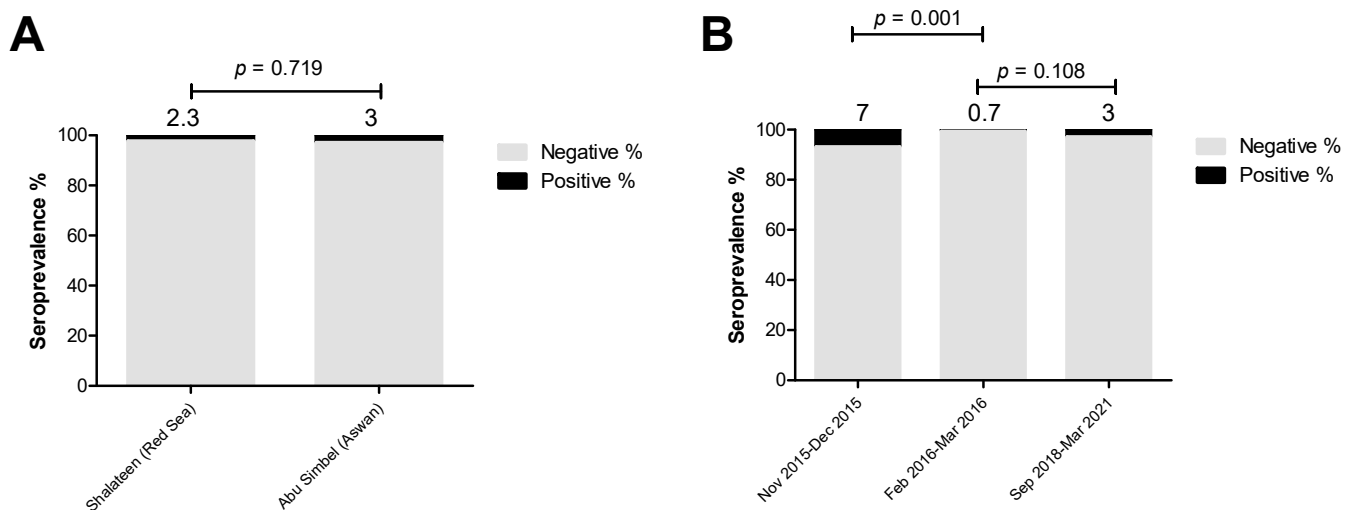 A
p = 0.719
2.3
3
100
80
60
40
20
0
Seroprevalence %
Shalateen (Red Sea)
Abu Simbel (Aswan)
Negative %
Positive %
B
p = 0.001
p = 0.108
7
0.7
3
100
80
60
40
20
0
Seroprevalence %
Nov 2015-Dec 2015
Feb 2016-Mar 2016
Sep 2018-Mar 2021
Negative %
Positive %